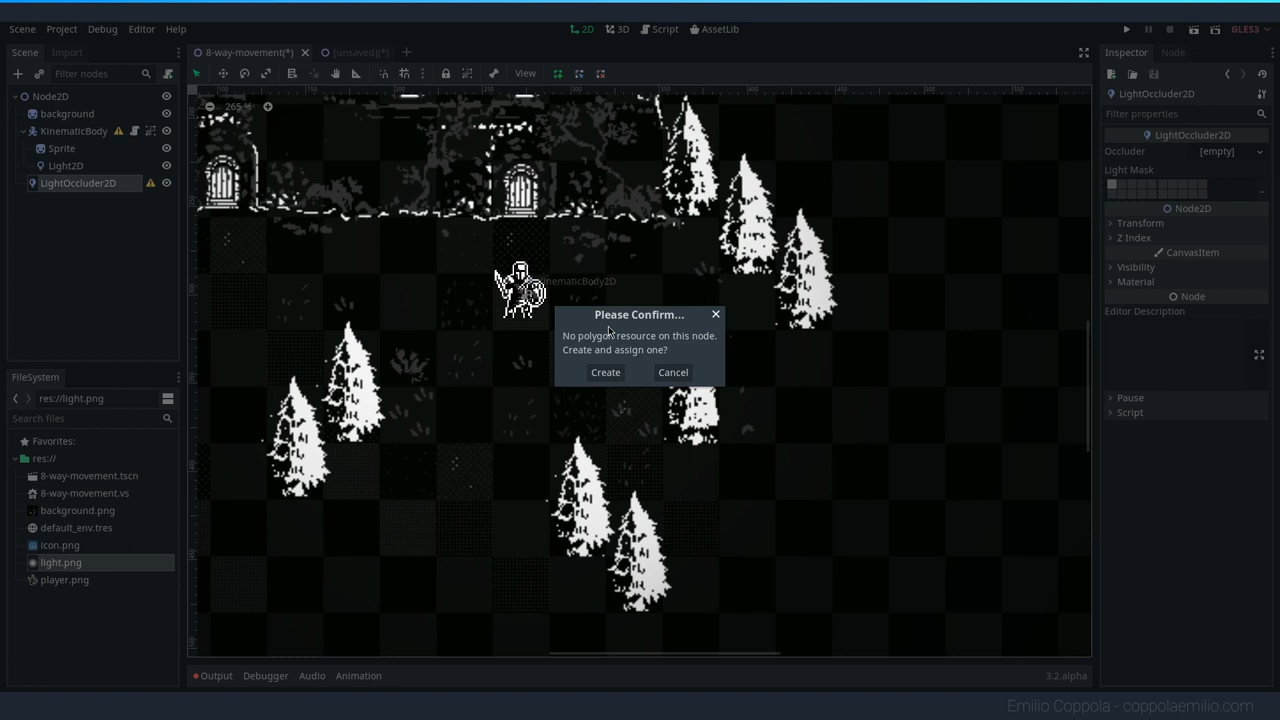 Scene Project Debug Editor Help
2D 3D Script AssetLib
GLES3
Scene Import
8-way-movement(*) [unsaved](*)
Inspector Node
Filter nodes
View
Node2D
background
KinematicBody
Sprite
Light2D
LightOccluder2D
265 %
KinematicBody2D
Please Confirm...
No polygon resource on this node.
Create and assign one?
Create Cancel
LightOccluder2D
Filter properties
LightOccluder2D
Occluder [empty]
Light Mask
Node2D
Transform
Z Index
CanvasItem
Visibility
Material
Node
Editor Description
Pause
Script
FileSystem
res://light.png
Search files
Favorites:
res://
8-way-movement.tscn
8-way-movement.vs
background.png
default_env.tres
icon.png
light.png
player.png
Output Debugger Audio Animation
3.2.alpha
Emilio Coppola - coppolaemilio.com